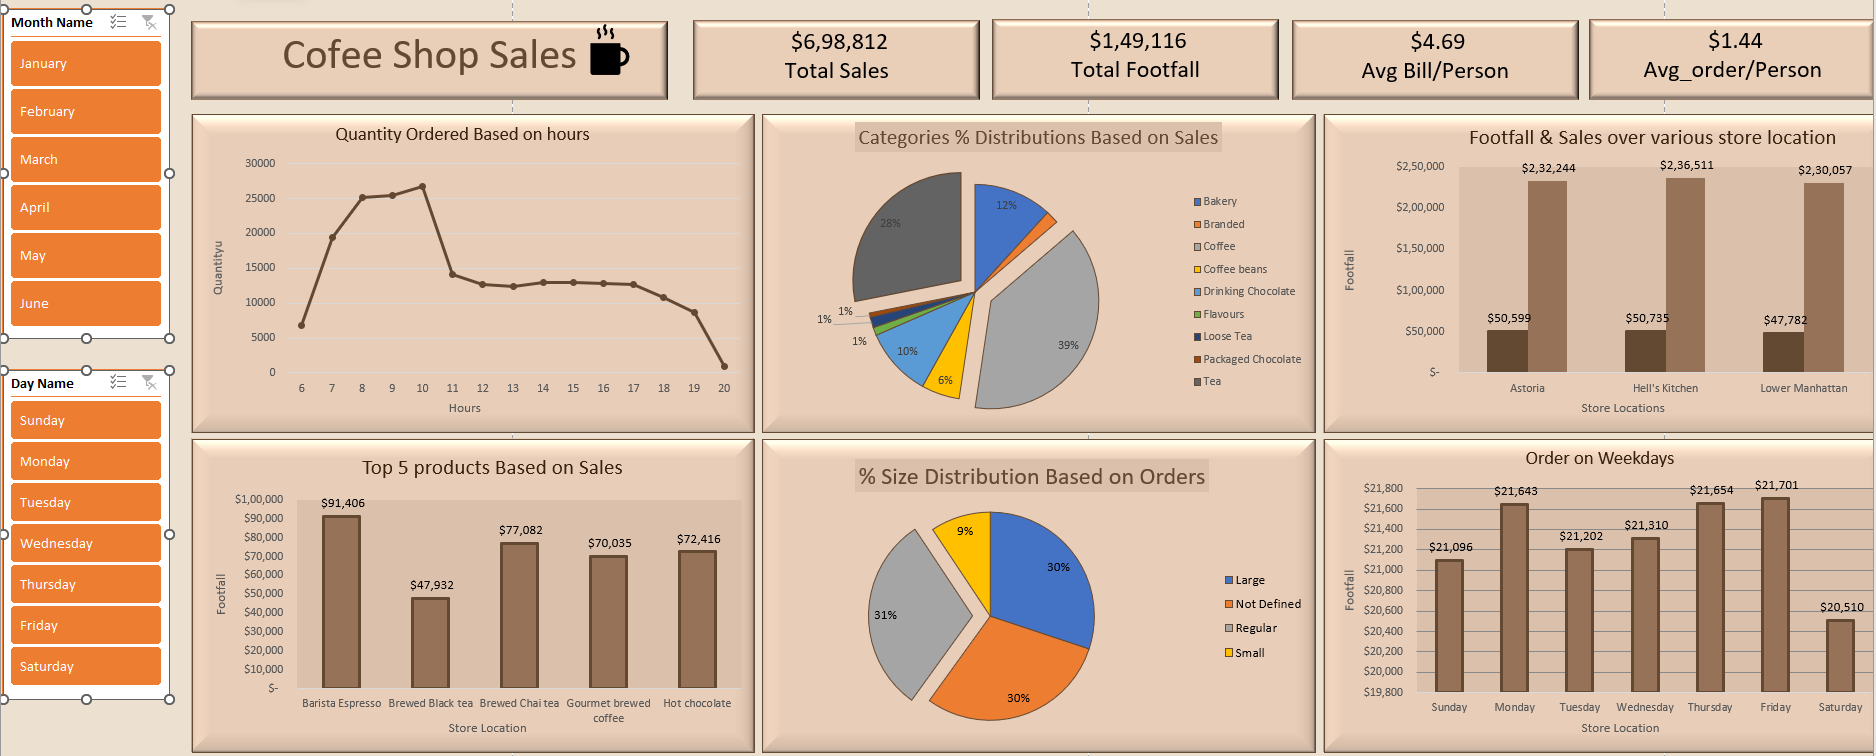 Month Name
January
February
March
April
May
June
Day Name
Sunday
Monday
Tuesday
Wednesday
Thursday
Friday
Saturday
Cofee Shop Sales
$6,98,812
Total Sales
$1,49,116
Total Footfall
$4.69
Avg Bill/Person
$1.44
Avg_order/Person
Quantity Ordered Based on hours
30000
25000
20000
15000
10000
5000
0
Quantityu
6 7 8 9 10 11 12 13 14 15 16 17 18 19 20
Hours
Categories % Distributions Based on Sales
12%
39%
6%
10%
1%
1%
1%
28%
Bakery
Branded
Coffee
Coffee beans
Drinking Chocolate
Flavours
Loose Tea
Packaged Chocolate
Tea
Footfall & Sales over various store location
$2,50,000
$2,00,000
$1,50,000
$1,00,000
$50,000
$-
Footfall
$2,32,244
$2,36,511
$2,30,057
$50,599
$50,735
$47,782
Astoria Hell's Kitchen Lower Manhattan
Store Locations
Top 5 products Based on Sales
$1,00,000
$90,000
$80,000
$70,000
$60,000
$50,000
$40,000
$30,000
$20,000
$10,000
$-
Footfall
$91,406
$47,932
$77,082
$70,035
$72,416
Barista Espresso Brewed Black tea Brewed Chai tea Gourmet brewed Hot chocolate
coffee
Store Location
% Size Distribution Based on Orders
30%
30%
31%
9%
Large
Not Defined
Regular
Small
Order on Weekdays
$21,800
$21,600
$21,400
$21,200
$21,000
$20,800
$20,600
$20,400
$20,200
$20,000
$19,800
Footfall
$21,096
$21,643
$21,202
$21,310
$21,654
$21,701
$20,510
Sunday Monday Tuesday Wednesday Thursday Friday Saturday
Store Location